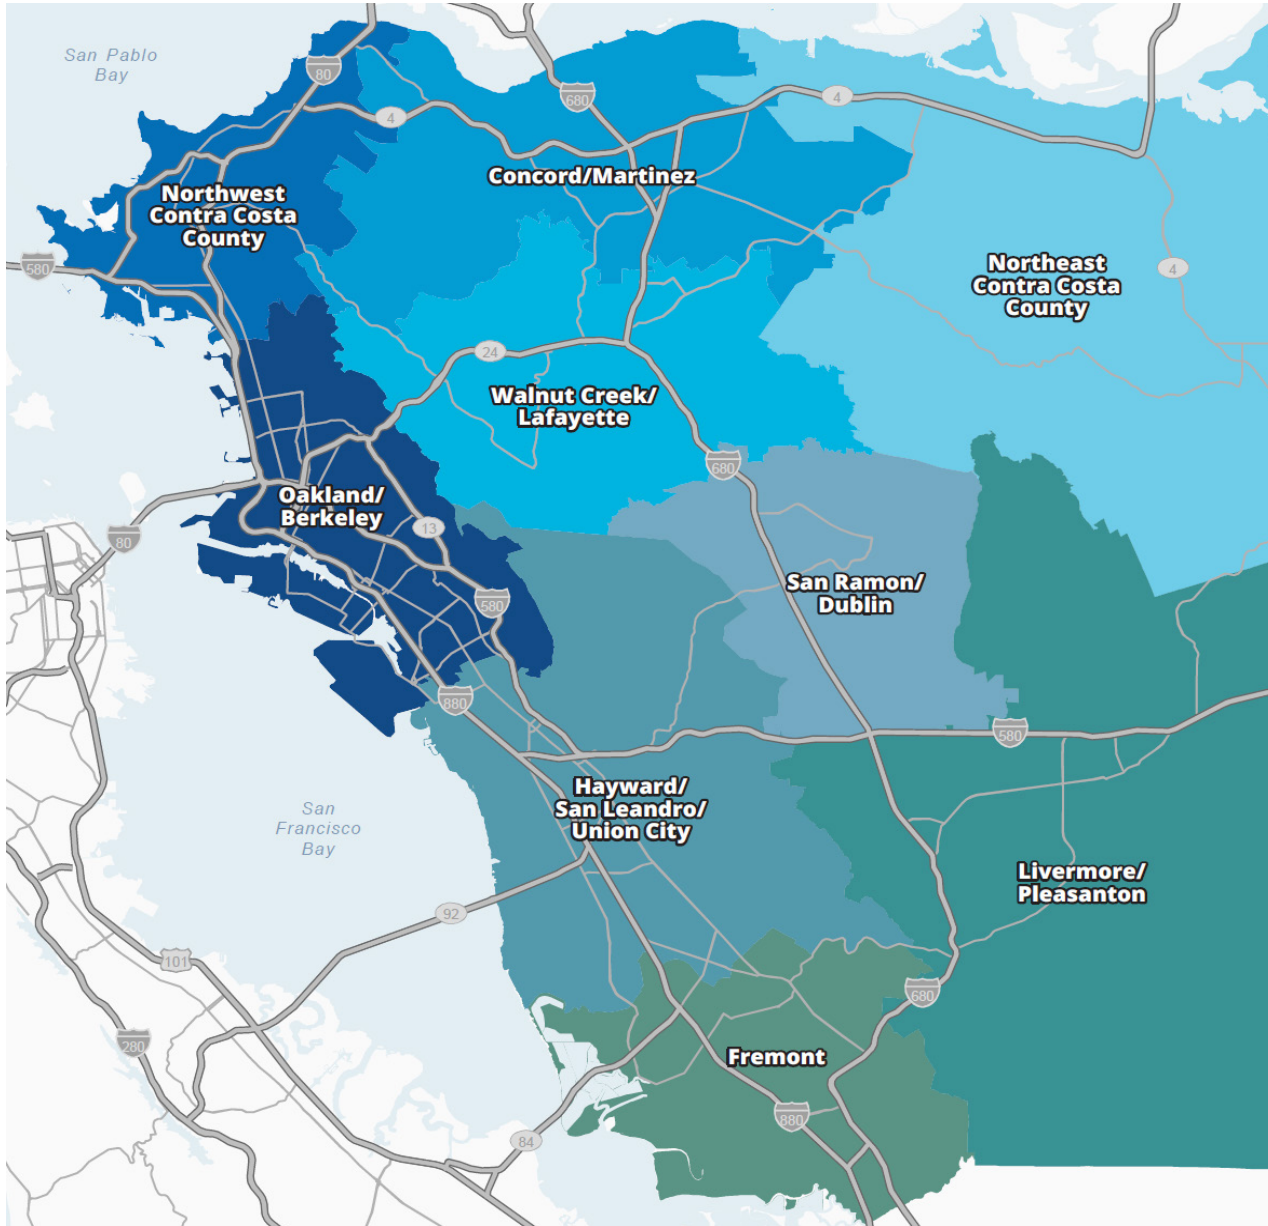 San Pablo
Bay
80
680
4
4
Concord/Martinez
Northwest
Contra Costa
County
580
4
Northeast
Contra Costa
County
24
Walnut Creek/
Lafayette
680
Oakland/
Berkeley
13
80
San Ramon/
Dublin
580
880
580
San
Francisco
Bay
Hayward/
San Leandro/
Union City
Livermore/
Pleasanton
92
101
680
280
Fremont
880
84